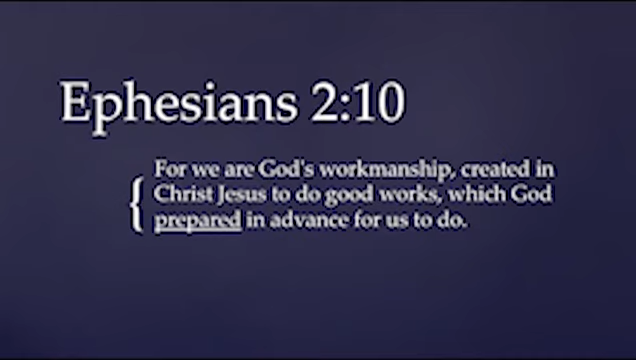 Ephesians 2:10
For we are God's workmanship, created in
Christ Jesus to do good works, which God
prepared in advance for us to do.